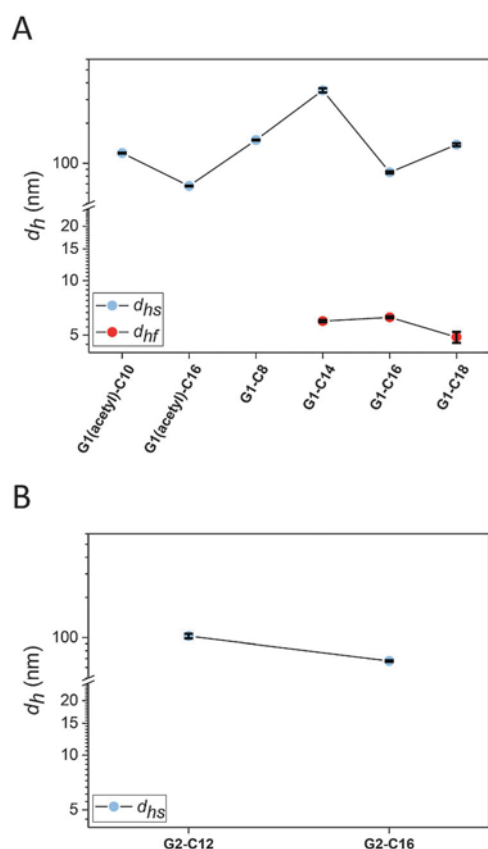 A
100
20
15
10
5
d_h (nm)
d_hs
d_hf
G1(acetyl)-C10
G1(acetyl)-C16
G1-C8
G1-C14
G1-C16
G1-C18
B
100
20
15
10
5
d_h (nm)
d_hs
G2-C12
G2-C16